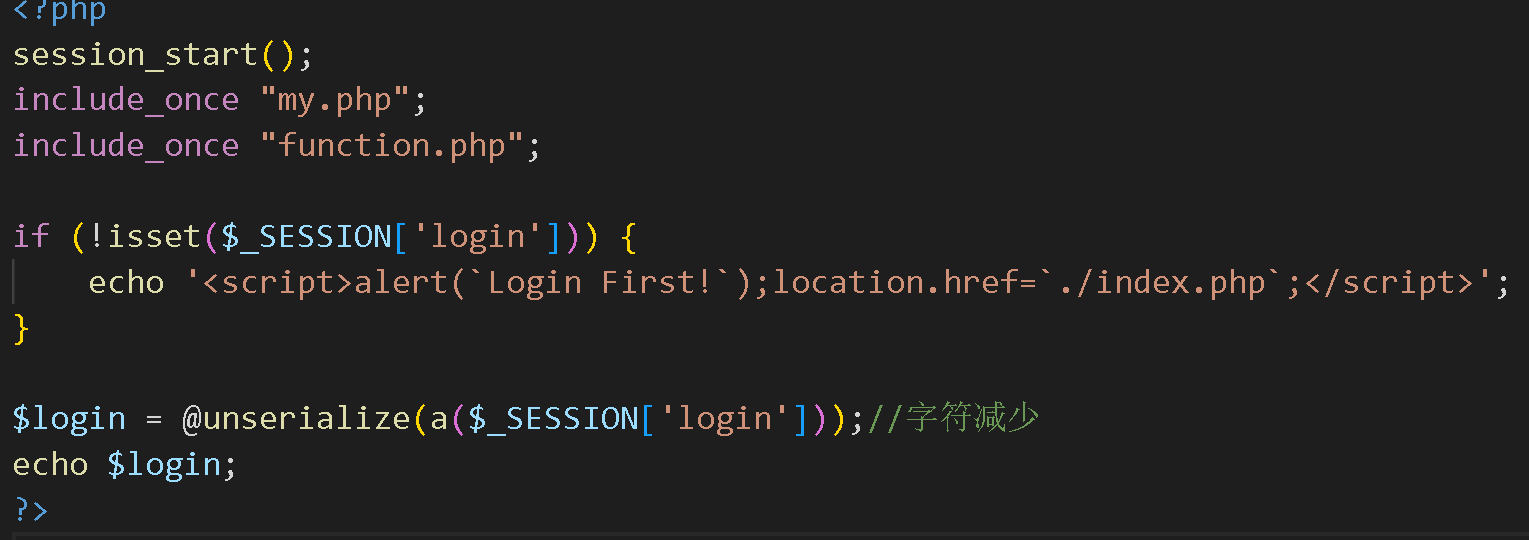 <?php
session_start();
include_once "my.php";
include_once "function.php";
if (!isset($_SESSION['login'])) {
    echo '<script>alert(`Login First!`);location.href=`./index.php`;</script>';
}
$login = @unserialize(a($_SESSION['login']));//字符减少
echo $login;
?>